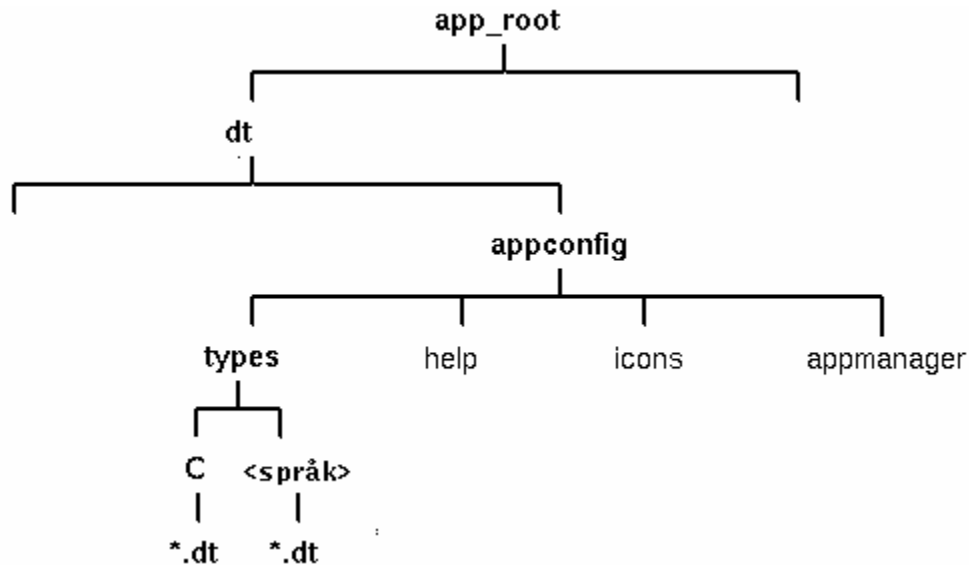 app_root
dt
appconfig
types help icons appmanager
C <språk>
*.dt *.dt